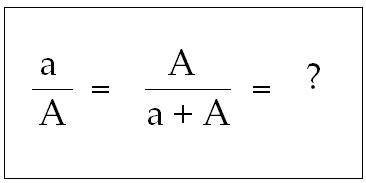 a/A = A/(a + A) = ?